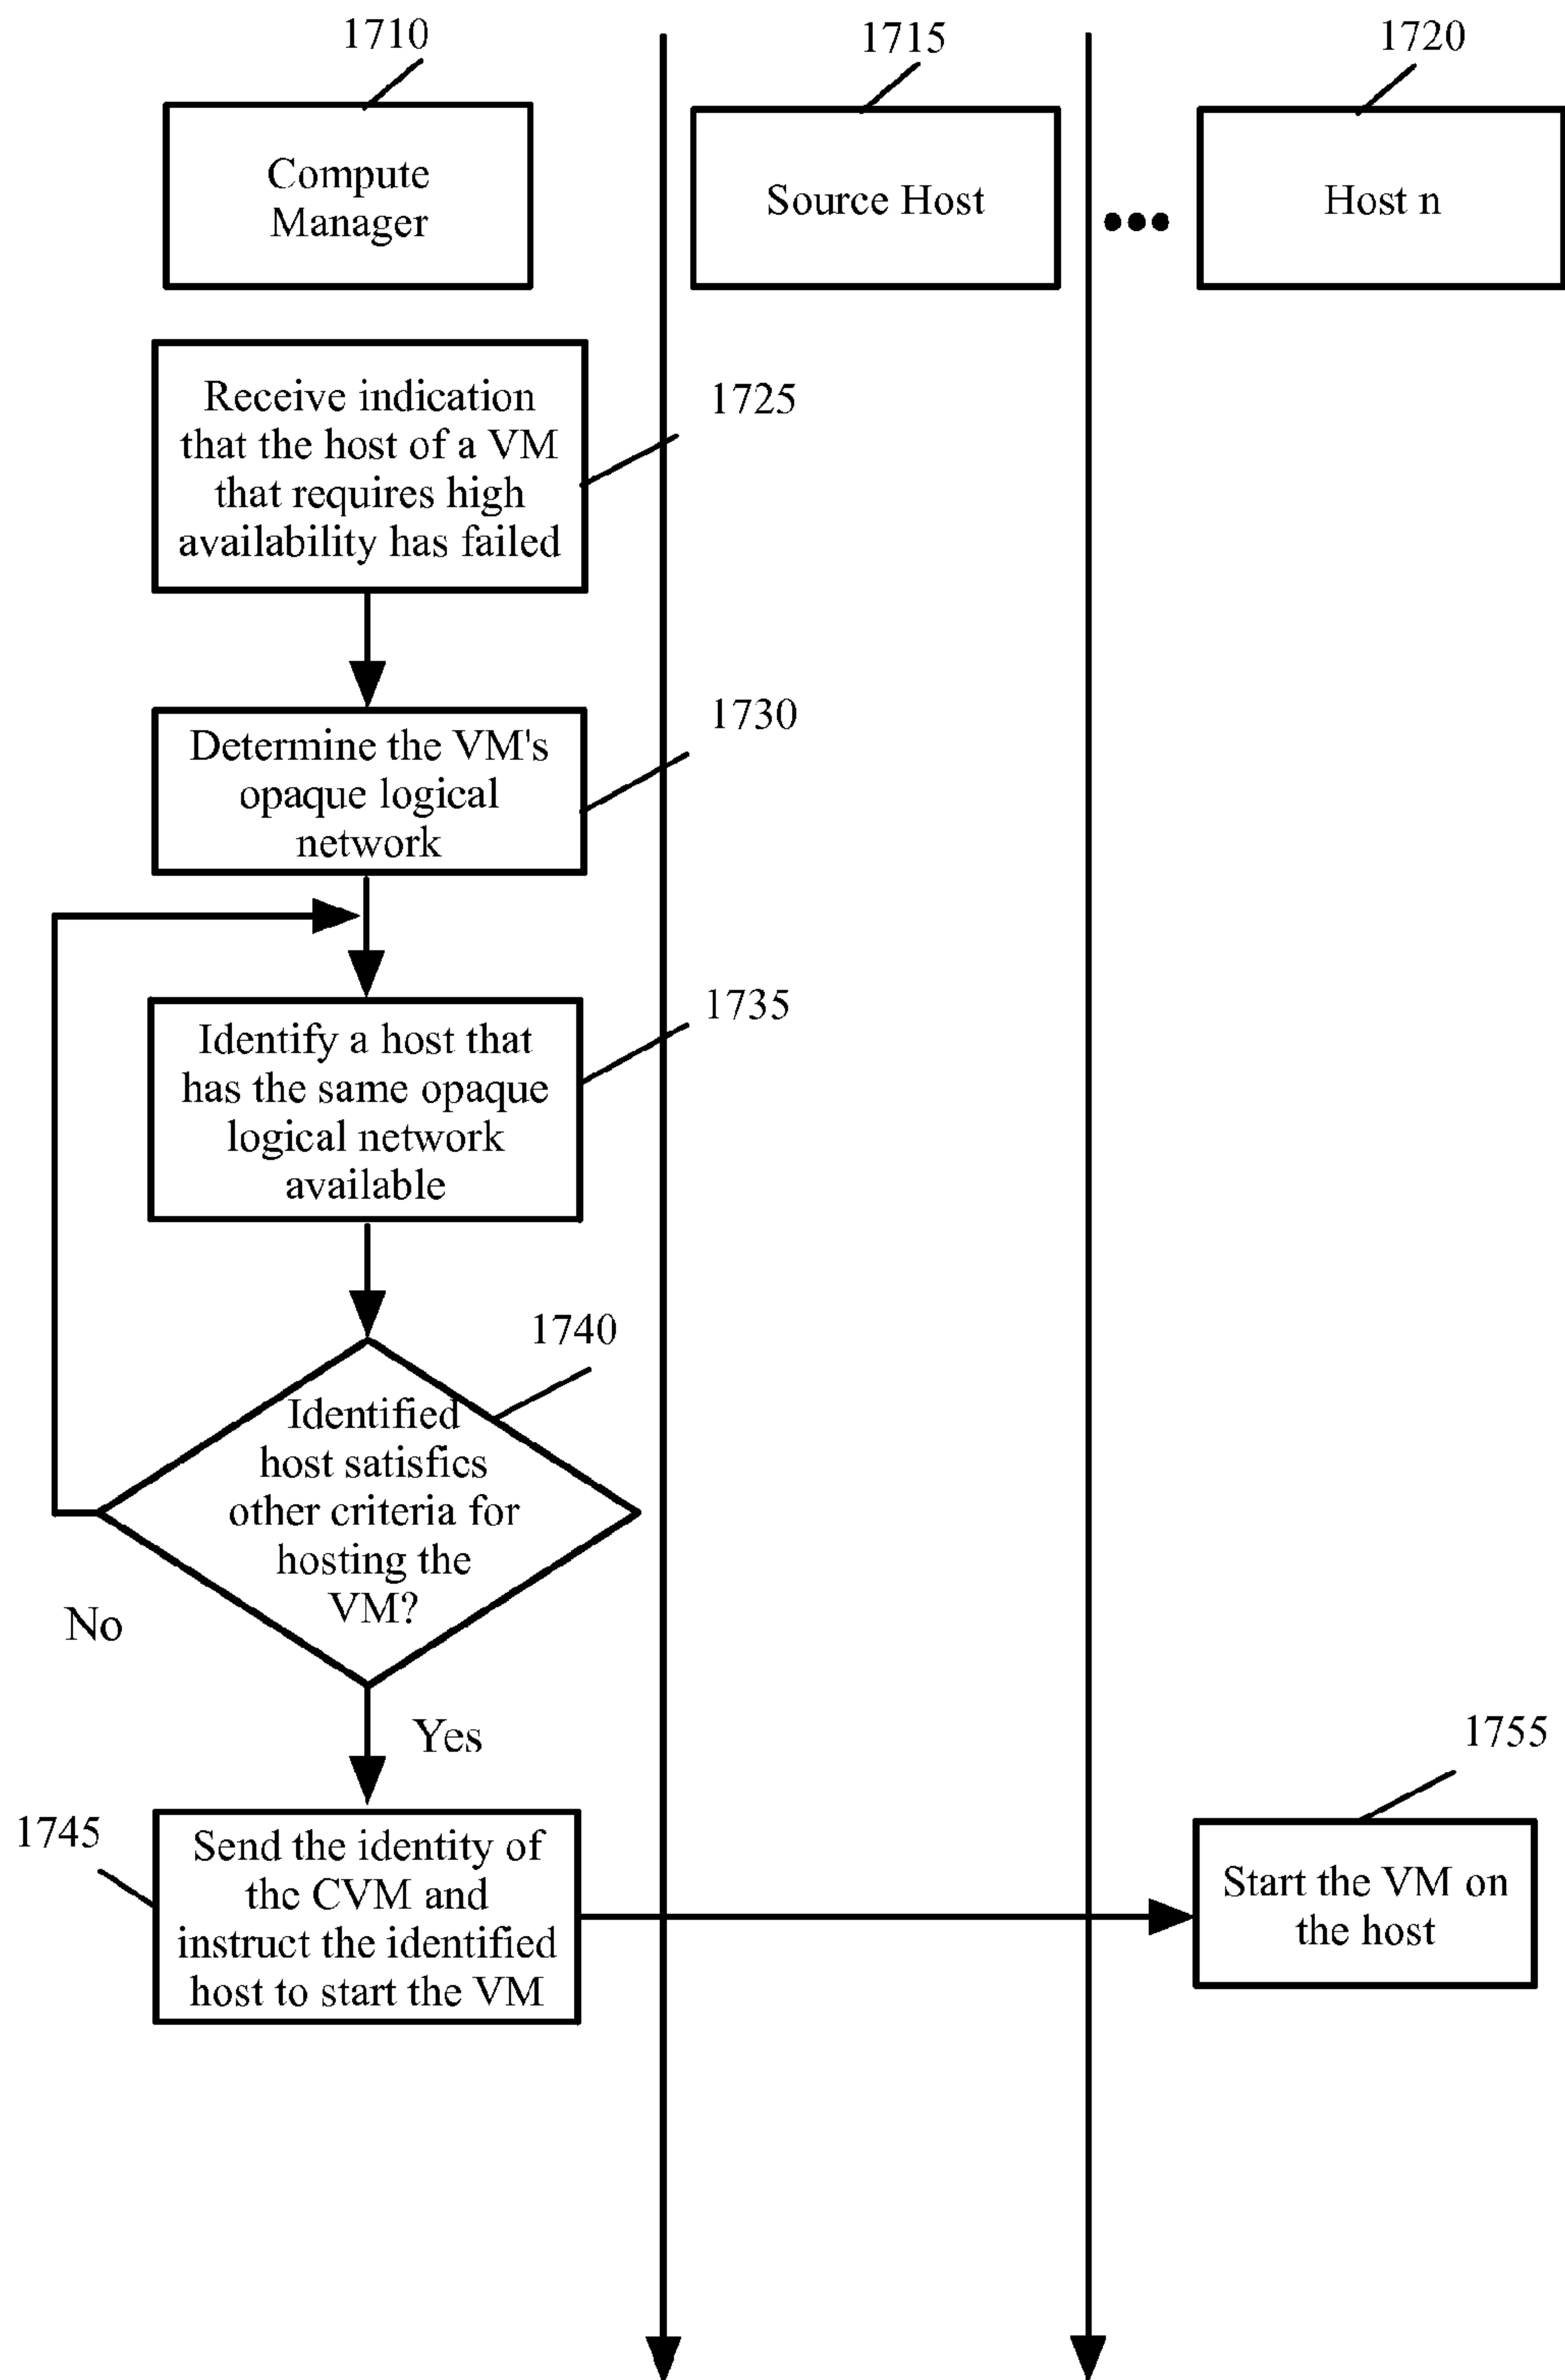 1710
1715
1720
Compute
Manager
Source Host
Host n
Receive indication
that the host of a VM
that requires high
availability has failed
1725
Determine the VM's
opaque logical
network
1730
Identify a host that
has the same opaque
logical network
available
1735
1740
Identified
host satisfies
other criteria for
hosting the
VM?
No
Yes
1745
Send the identity of
the CVM and
instruct the identified
host to start the VM
1755
Start the VM on
the host